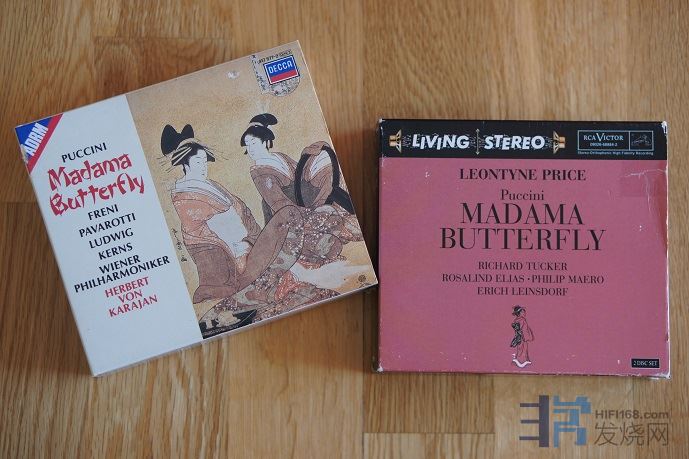 DECCA
ADRM
PUCCINI
Madama
Butterfly
FRENI
PAVAROTTI
LUDWIG
KERNS
WIENER
PHILHARMONIKER
HERBERT
VON
KARAJAN
LIVING STEREO
RCA VICTOR
LEONTYNE PRICE
Puccini
MADAMA
BUTTERFLY
RICHARD TUCKER
ROSALIND ELIAS · PHILIP MAERO
ERICH LEINSDORF
2 DISC SET
HIFI168.com
发烧网